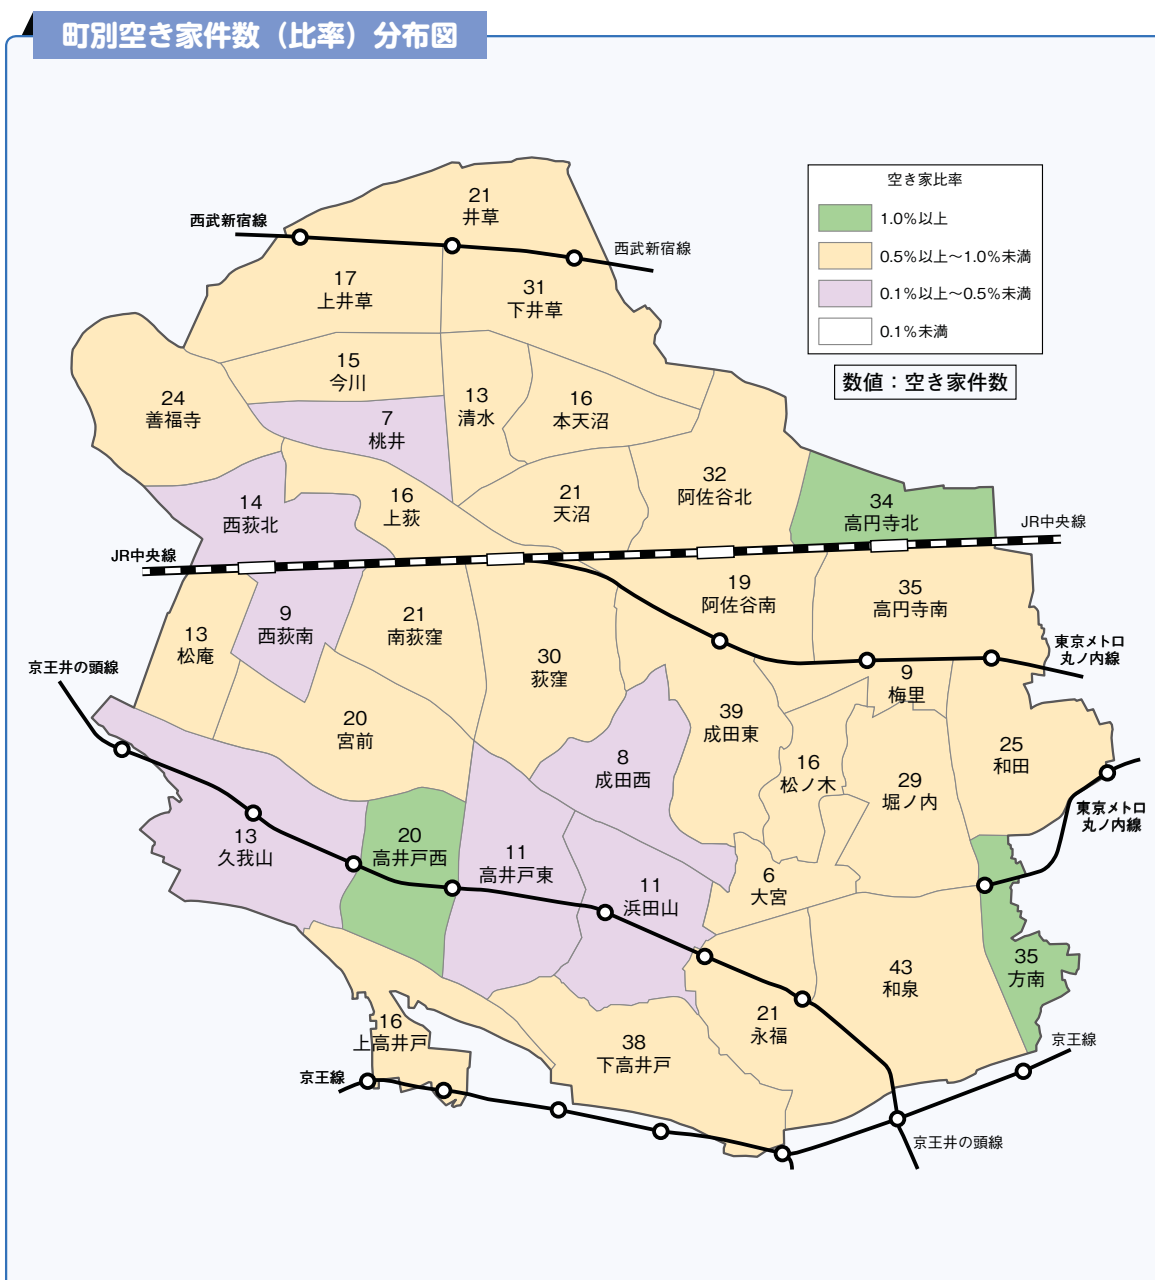 町別空き家件数（比率）分布図
空き家比率
1.0%以上
0.5%以上〜1.0%未満
0.1%以上〜0.5%未満
0.1%未満
数値：空き家件数
21
井草
西武新宿線
西武新宿線
17
上井草
31
下井草
15
今川
24
善福寺
13
清水
16
本天沼
7
桃井
14
西荻北
16
上荻
21
天沼
32
阿佐谷北
34
高円寺北
JR中央線
JR中央線
19
阿佐谷南
35
高円寺南
9
西荻南
21
南荻窪
13
松庵
30
荻窪
東京メトロ
丸ノ内線
京王井の頭線
9
梅里
20
宮前
39
成田東
8
成田西
16
松ノ木
29
堀ノ内
25
和田
東京メトロ
丸ノ内線
13
久我山
20
高井戸西
11
高井戸東
11
浜田山
6
大宮
43
和泉
35
方南
21
永福
16
上高井戸
38
下高井戸
京王線
京王線
京王井の頭線